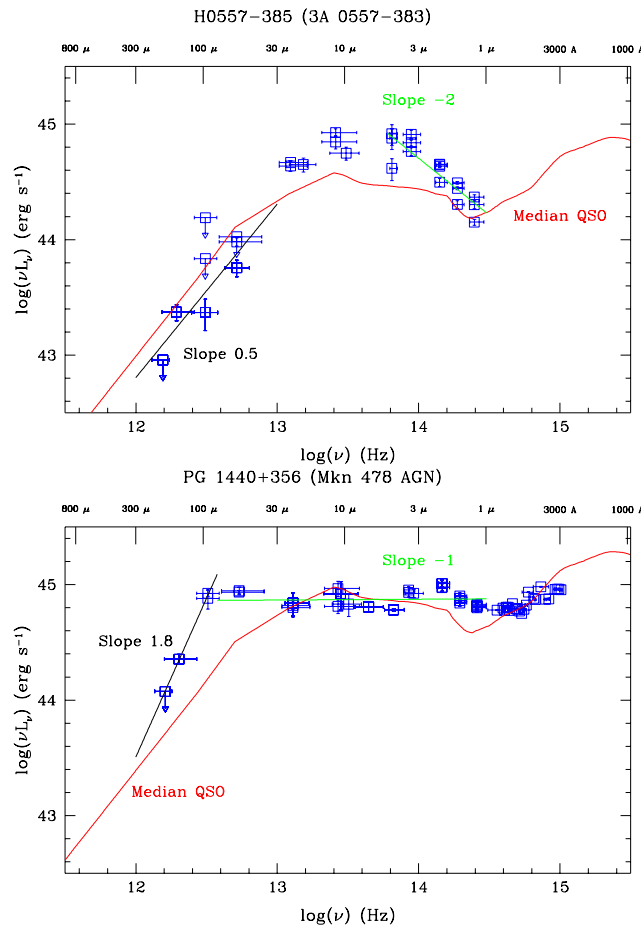 H0557−385 (3A 0557−383)
800 μ 300 μ 100 μ 30 μ 10 μ 3 μ 1 μ 3000 A 1000 A
Slope −2
45
Median QSO
44
Slope 0.5
43
log(νLν) (erg s−1)
12 13 14 15
log(ν) (Hz)
PG 1440+356 (Mkn 478 AGN)
800 μ 300 μ 100 μ 30 μ 10 μ 3 μ 1 μ 3000 A 1000
Slope −1
45
Slope 1.8
44
Median QSO
43
log(νLν) (erg s−1)
12 13 14 15
log(ν) (Hz)